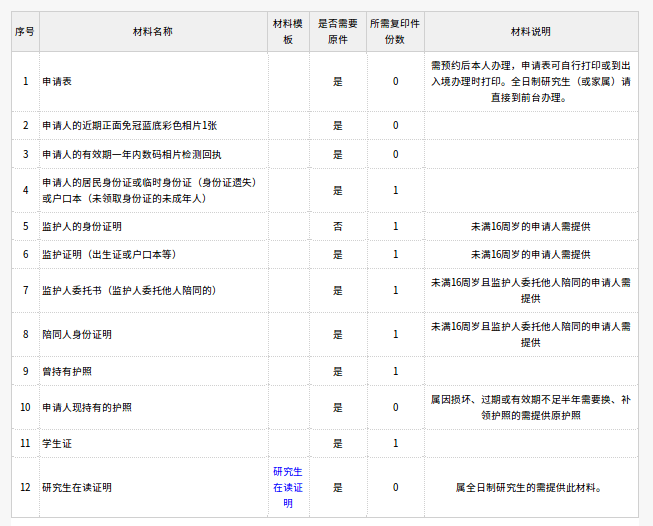 序号 材料名称 材料模 是否需要 所需复印件 材料说明
板 原件 份数
1 申请表 是 0 需预约后本人办理，申请表可自行打印或到出
入境办理时打印。全日制研究生（或家属）请
直接到前台办理。
2 申请人的近期正面免冠蓝底彩色相片1张 是 0
3 申请人的有效期一年内数码相片检测回执 是 0
4 申请人的居民身份证或临时身份证（身份证遗失） 是 1
或户口本（未领取身份证的未成年人）
5 监护人的身份证明 否 1 未满16周岁的申请人需提供
6 监护证明（出生证或户口本等） 是 1 未满16周岁的申请人需提供
7 监护人委托书（监护人委托他人陪同的） 是 1 未满16周岁且监护人委托他人陪同的申请人需
提供
8 陪同人身份证明 是 1 未满16周岁且监护人委托他人陪同的申请人需
提供
9 曾持有护照 是 1
10 申请人现持有的护照 是 0 属因损坏、过期或有效期不足半年需要换、补
领护照的需提供原护照
11 学生证 是 1
12 研究生在读证明 研究生 是 0 属全日制研究生的需提供此材料。
在读证
明